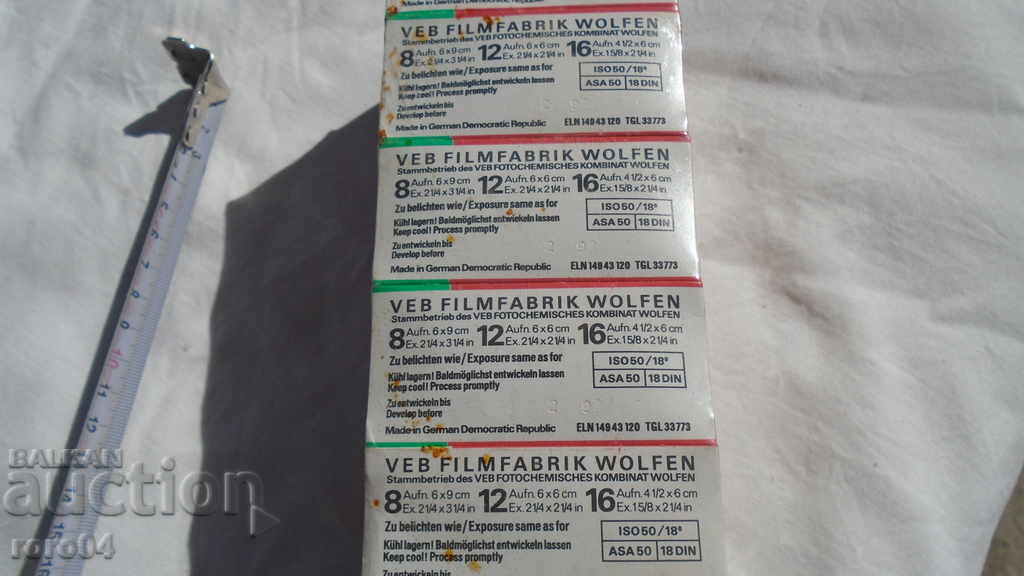 Made in German Democratic Republic
VEB FILMFABRIK WOLFEN
Stammbetrieb des VEB FOTOCHEMISCHES KOMBINAT WOLFEN
8 Aufn. 6 x 9 cm 12 Aufn. 6 x 6 cm 16 Aufn. 4 1/2 x 6 cm
Ex. 2 1/4 x 3 1/4 in Ex. 2 1/4 x 2 1/4 in Ex. 1 5/8 x 2 1/4 in
Zu belichten wie/Exposure same as for ISO 50/18°
Kühl lagern! Baldmöglichst entwickeln lassen ASA 50 18 DIN
Keep cool! Process promptly
Zu entwickeln bis
Develop before
Made in German Democratic Republic ELN 149 43 120 TGL 33773
VEB FILMFABRIK WOLFEN
Stammbetrieb des VEB FOTOCHEMISCHES KOMBINAT WOLFEN
8 Aufn. 6 x 9 cm 12 Aufn. 6 x 6 cm 16 Aufn. 4 1/2 x 6 cm
Ex. 2 1/4 x 3 1/4 in Ex. 2 1/4 x 2 1/4 in Ex. 1 5/8 x 2 1/4 in
Zu belichten wie/Exposure same as for ISO 50/18°
Kühl lagern! Baldmöglichst entwickeln lassen ASA 50 18 DIN
Keep cool! Process promptly
Zu entwickeln bis
Develop before
Made in German Democratic Republic ELN 149 43 120 TGL 33773
VEB FILMFABRIK WOLFEN
Stammbetrieb des VEB FOTOCHEMISCHES KOMBINAT WOLFEN
8 Aufn. 6 x 9 cm 12 Aufn. 6 x 6 cm 16 Aufn. 4 1/2 x 6 cm
Ex. 2 1/4 x 3 1/4 in Ex. 2 1/4 x 2 1/4 in Ex. 1 5/8 x 2 1/4 in
Zu belichten wie/Exposure same as for ISO 50/18°
Kühl lagern! Baldmöglichst entwickeln lassen ASA 50 18 DIN
Keep cool! Process promptly
Zu entwickeln bis
Develop before
Made in German Democratic Republic ELN 149 43 120 TGL 33773
VEB FILMFABRIK WOLFEN
Stammbetrieb des VEB FOTOCHEMISCHES KOMBINAT WOLFEN
8 Aufn. 6 x 9 cm 12 Aufn. 6 x 6 cm 16 Aufn. 4 1/2 x 6 cm
Ex. 2 1/4 x 3 1/4 in Ex. 2 1/4 x 2 1/4 in Ex. 1 5/8 x 2 1/4 in
Zu belichten wie/Exposure same as for ISO 50/18°
Kühl lagern! Baldmöglichst entwickeln lassen ASA 50 18 DIN
Keep cool! Process promptly
Zu entwickeln bis
BALKAN
auction
roro04